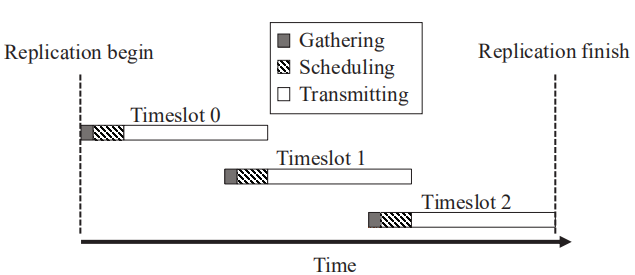 Replication begin
Gathering
Scheduling
Transmitting
Replication finish
Timeslot 0
Timeslot 1
Timeslot 2
Time